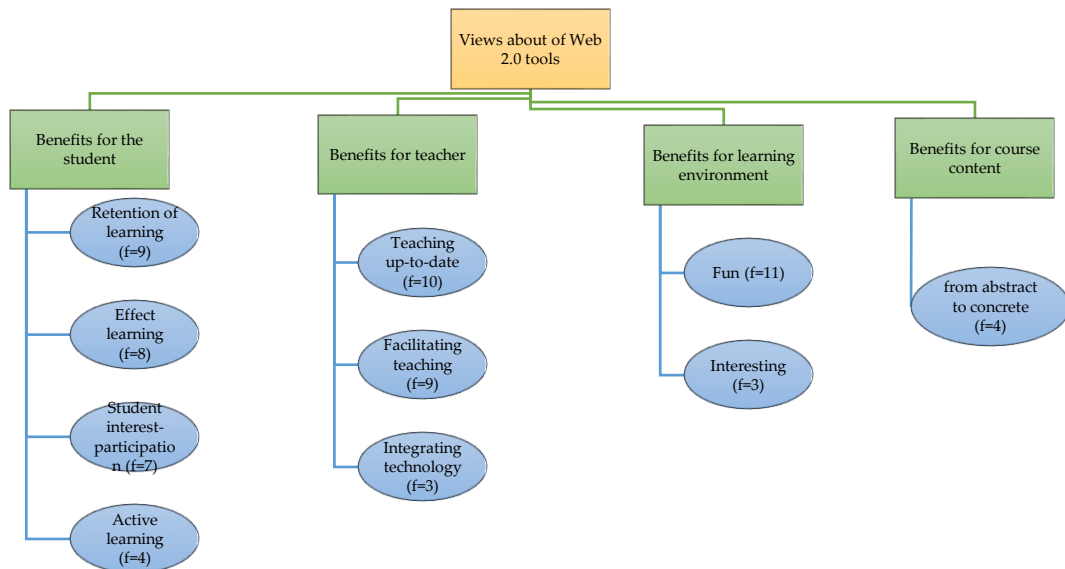 Views about of Web
2.0 tools
Benefits for the
student
Retention of
learning
(f=9)
Effect
learning
(f=8)
Student
interest-
participatio
n (f=7)
Active
learning
(f=4)
Benefits for teacher
Teaching
up-to-date
(f=10)
Facilitating
teaching
(f=9)
Integrating
technology
(f=3)
Benefits for learning
environment
Fun (f=11)
Interesting
(f=3)
Benefits for course
content
from abstract
to concrete
(f=4)